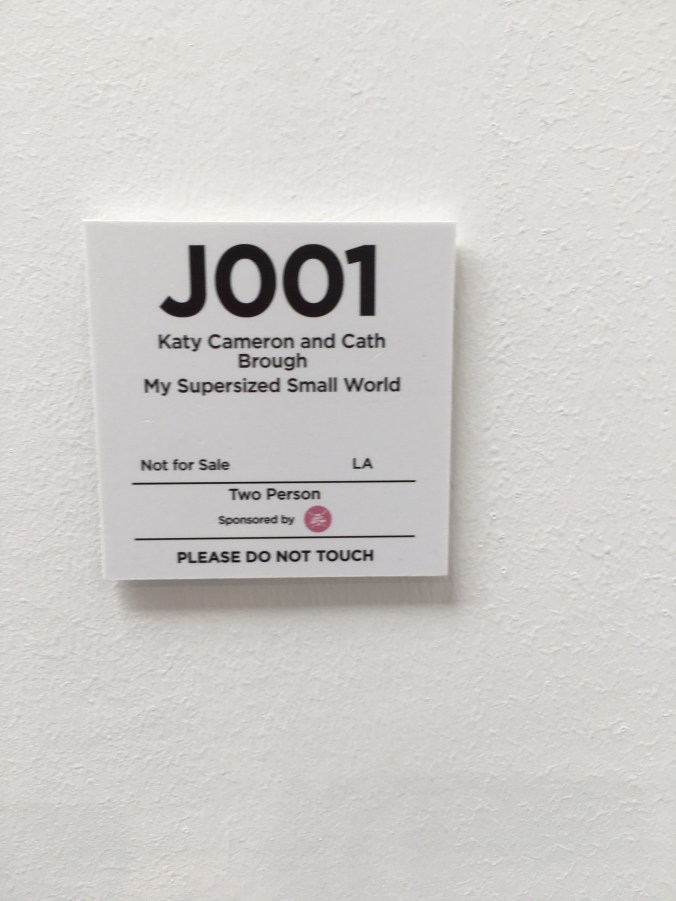 J001
Katy Cameron and Cath
Brough
My Supersized Small World
Not for Sale LA
Two Person
Sponsored by
PLEASE DO NOT TOUCH